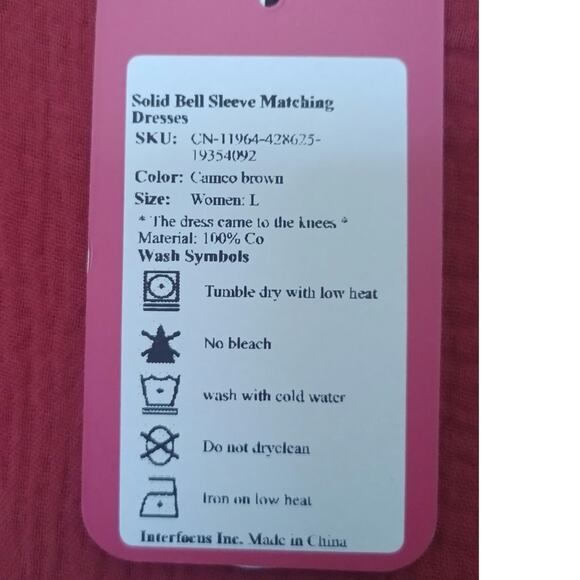 Solid Bell Sleeve Matching
Dresses
SKU: CN-11964-428625-
19354092
Color: Cameo brown
Size: Women: L
* The dress came to the knees *
Material: 100% Co
Wash Symbols
Tumble dry with low heat
No bleach
wash with cold water
Do not dryclean
Iron on low heat
Interfocus Inc. Made in China